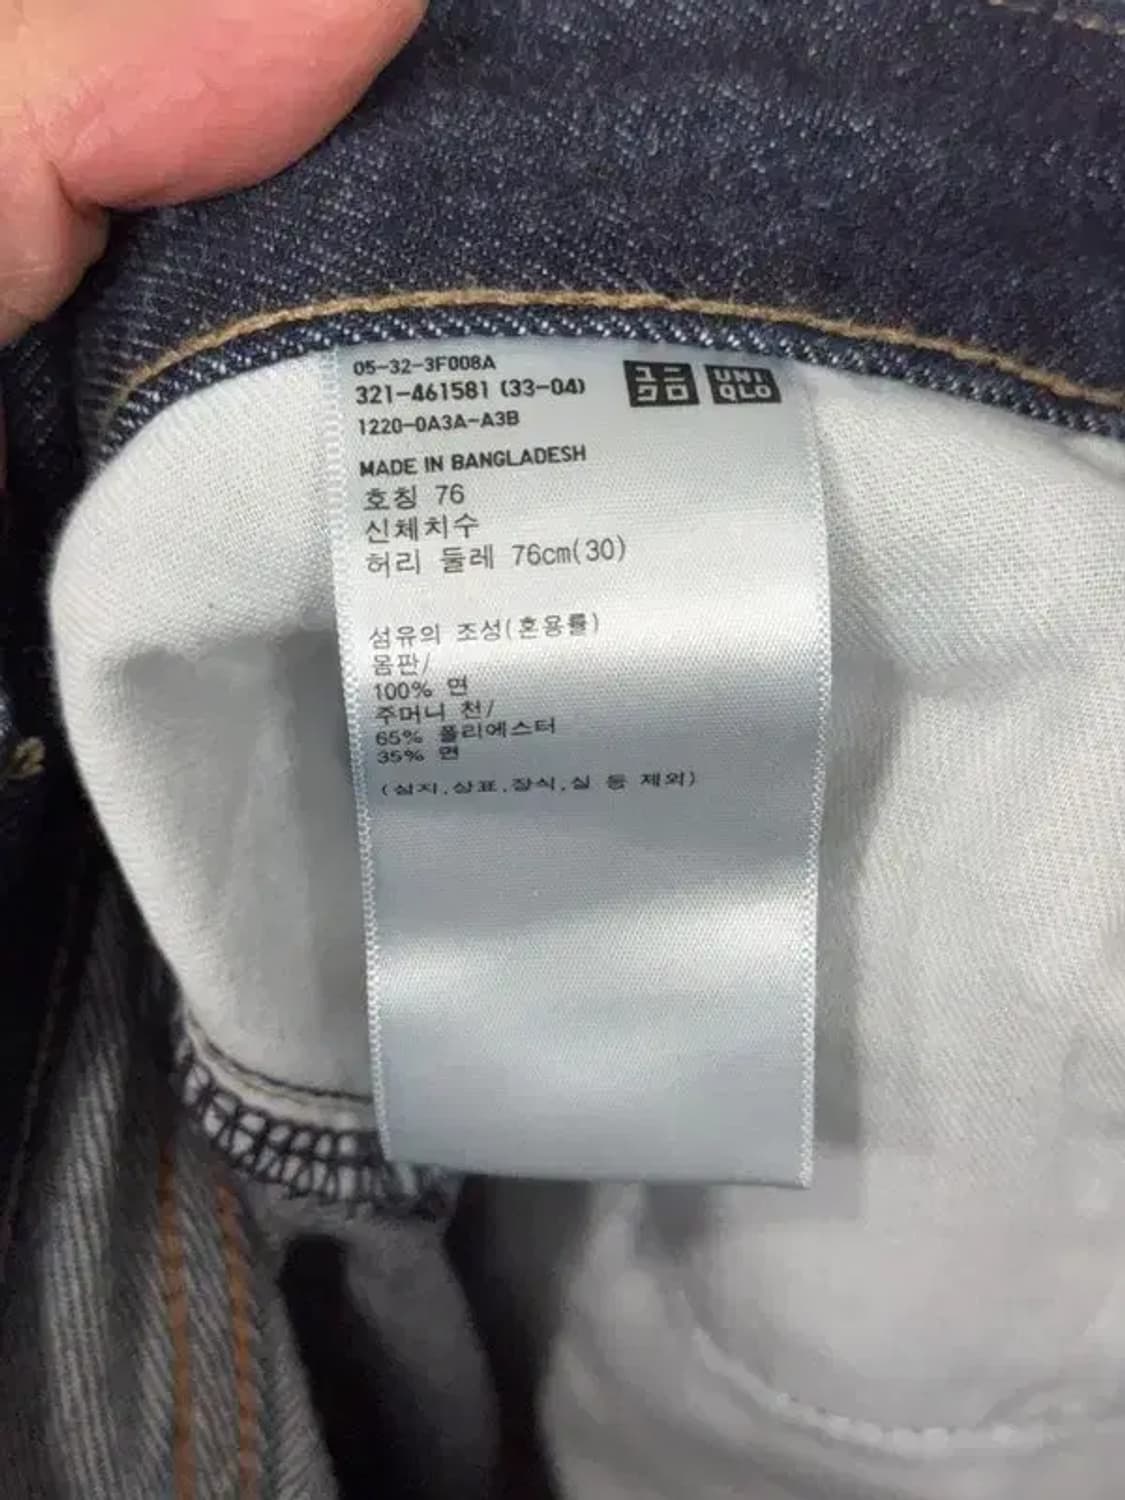 05-32-3F008A
321-461581 (33-04)
1220-0A3A-A3B
ユニクロ
UNIQLO
MADE IN BANGLADESH
호칭 76
신체치수
허리 둘레 76cm(30)
섬유의 조성(혼용률)
몸판/
100% 면
주머니 천/
65% 폴리에스터
35% 면
(심지,상표,장식,실 등 제외)